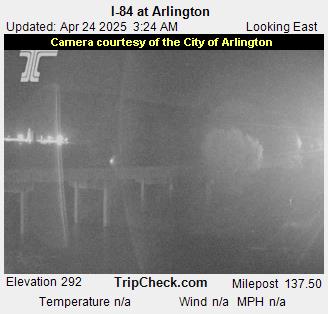 I-84 at Arlington
Updated: Apr 24 2025 3:24 AM Looking East
Camera courtesy of the City of Arlington
Elevation 292 TripCheck.com Milepost 137.50
Temperature n/a Wind n/a MPH n/a